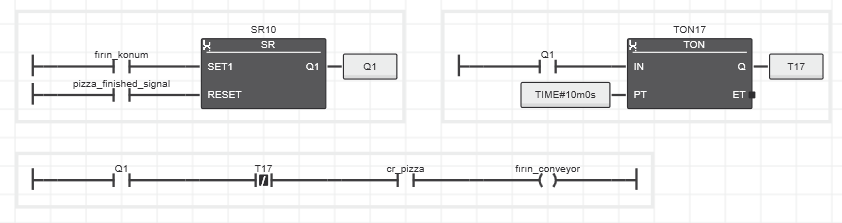 SR10
SR
fırın_konum
SET1
Q1
Q1
pizza_finished_signal
RESET
TON17
TON
Q1
IN
Q
T17
TIME#10m0s
PT
ET
Q1
T17
cr_pizza
fırın_conveyor